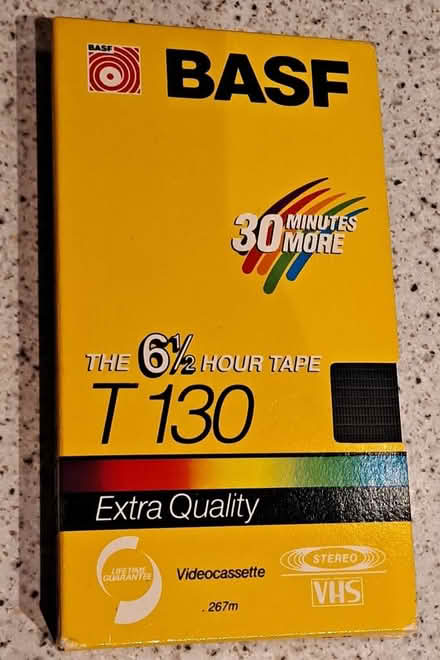 BASF
BASF
30 MINUTES
MORE
THE 6½ HOUR TAPE
T 130
Extra Quality
LIFETIME
GUARANTEE
Videocassette
. 267m
STEREO
VHS